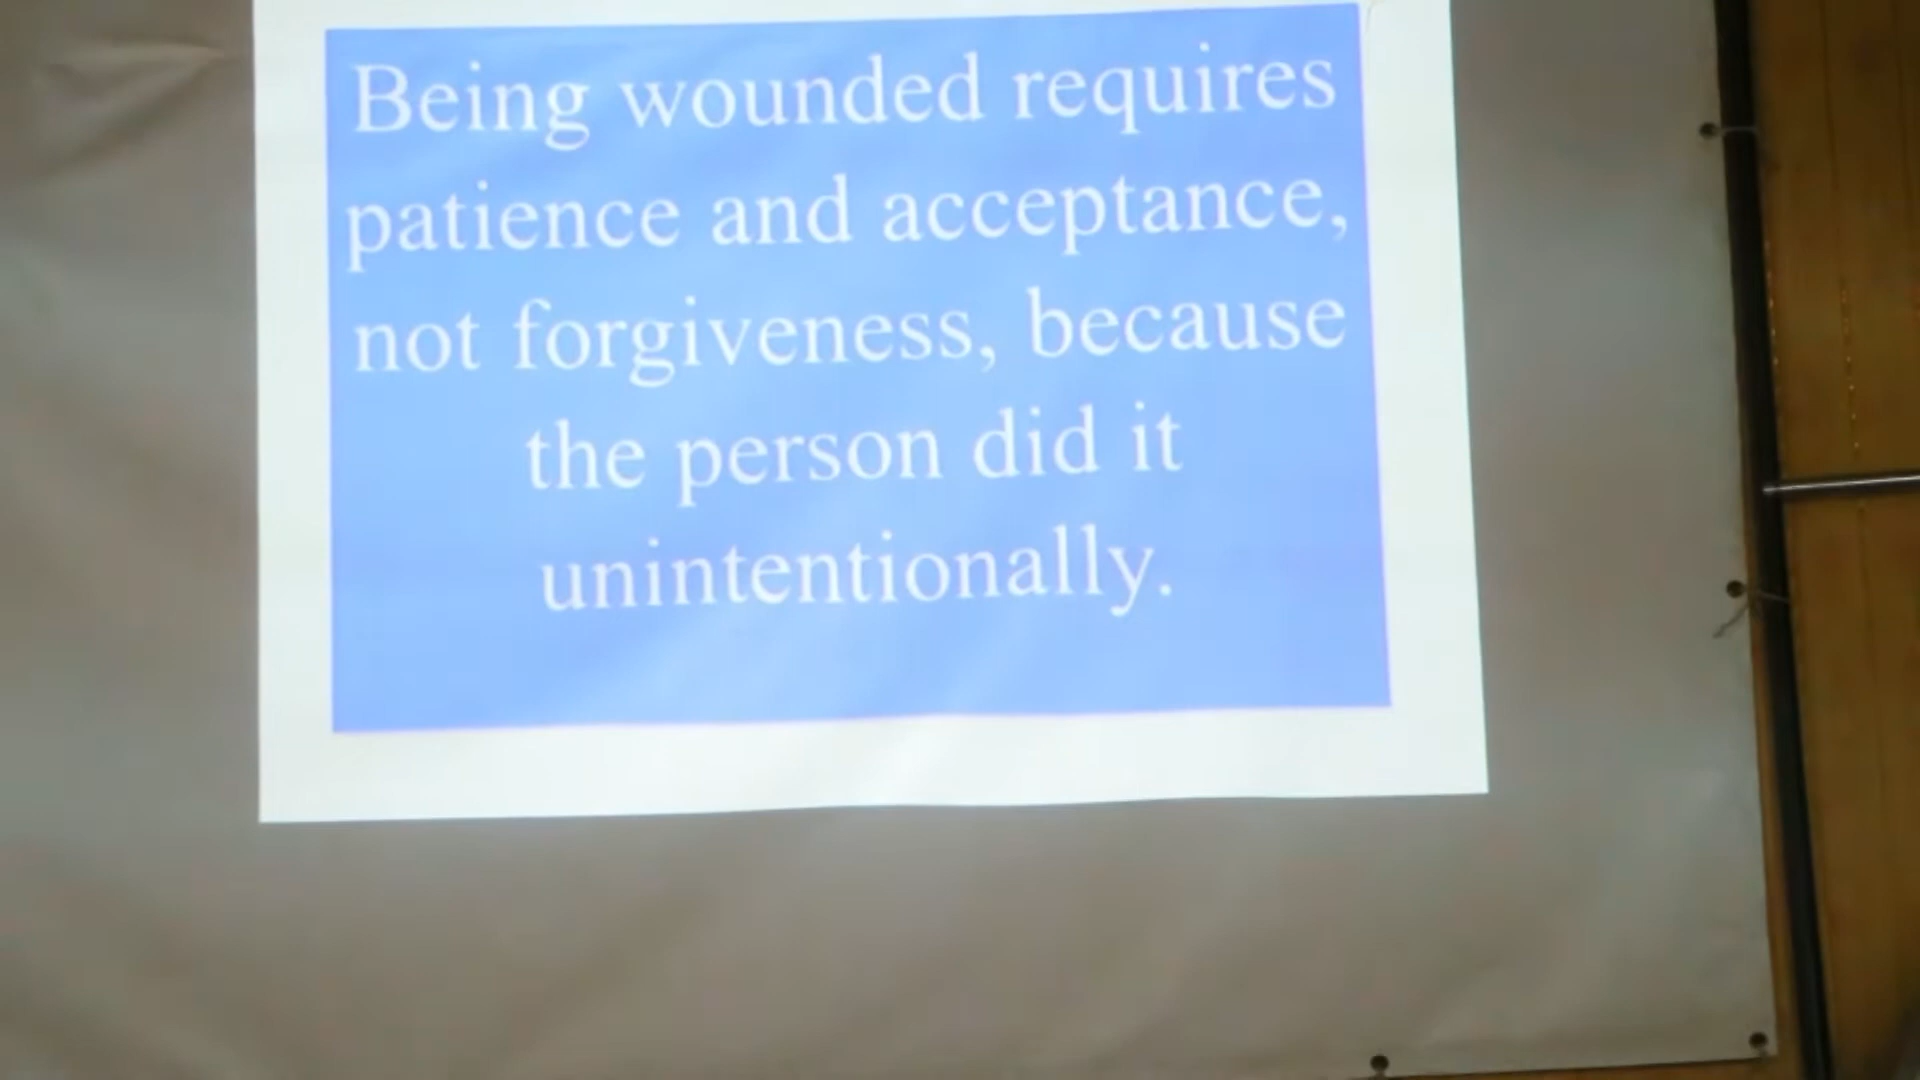 Being wounded requires
patience and acceptance,
not forgiveness, because
the person did it
unintentionally.